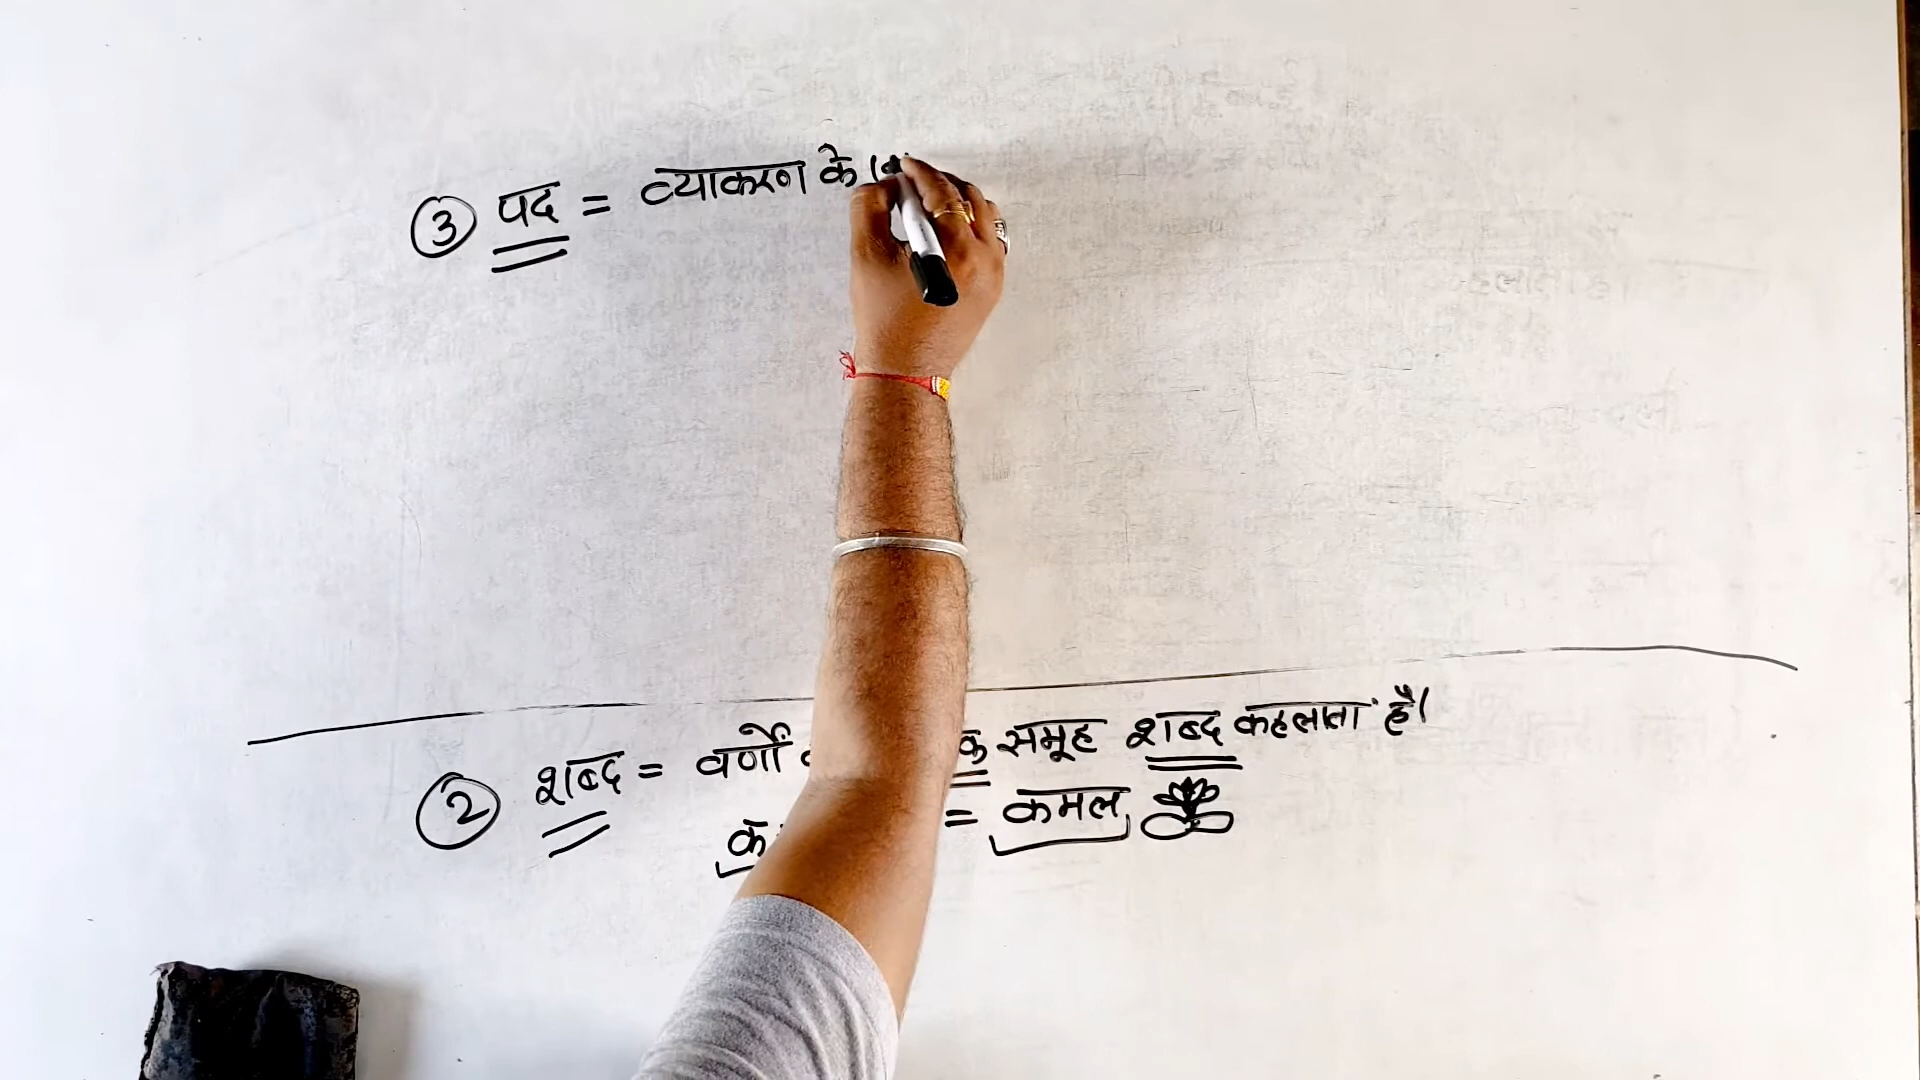 ③ पद = व्याकरण के
② शब्द = वर्णों समूह शब्द कहलाता है।
क = कमल